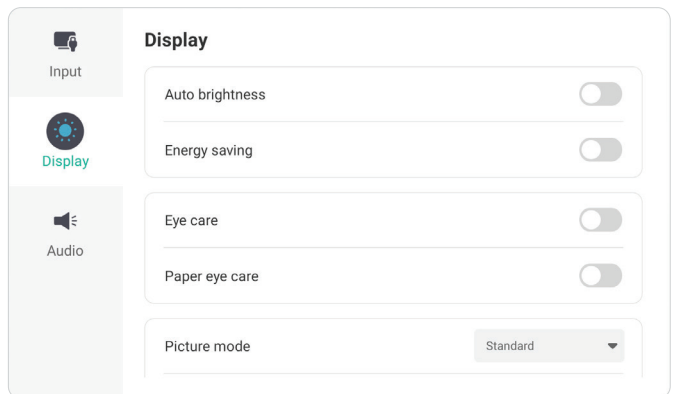 Input
Display
Audio
Display
Auto brightness
Energy saving
Eye care
Paper eye care
Picture mode
Standard